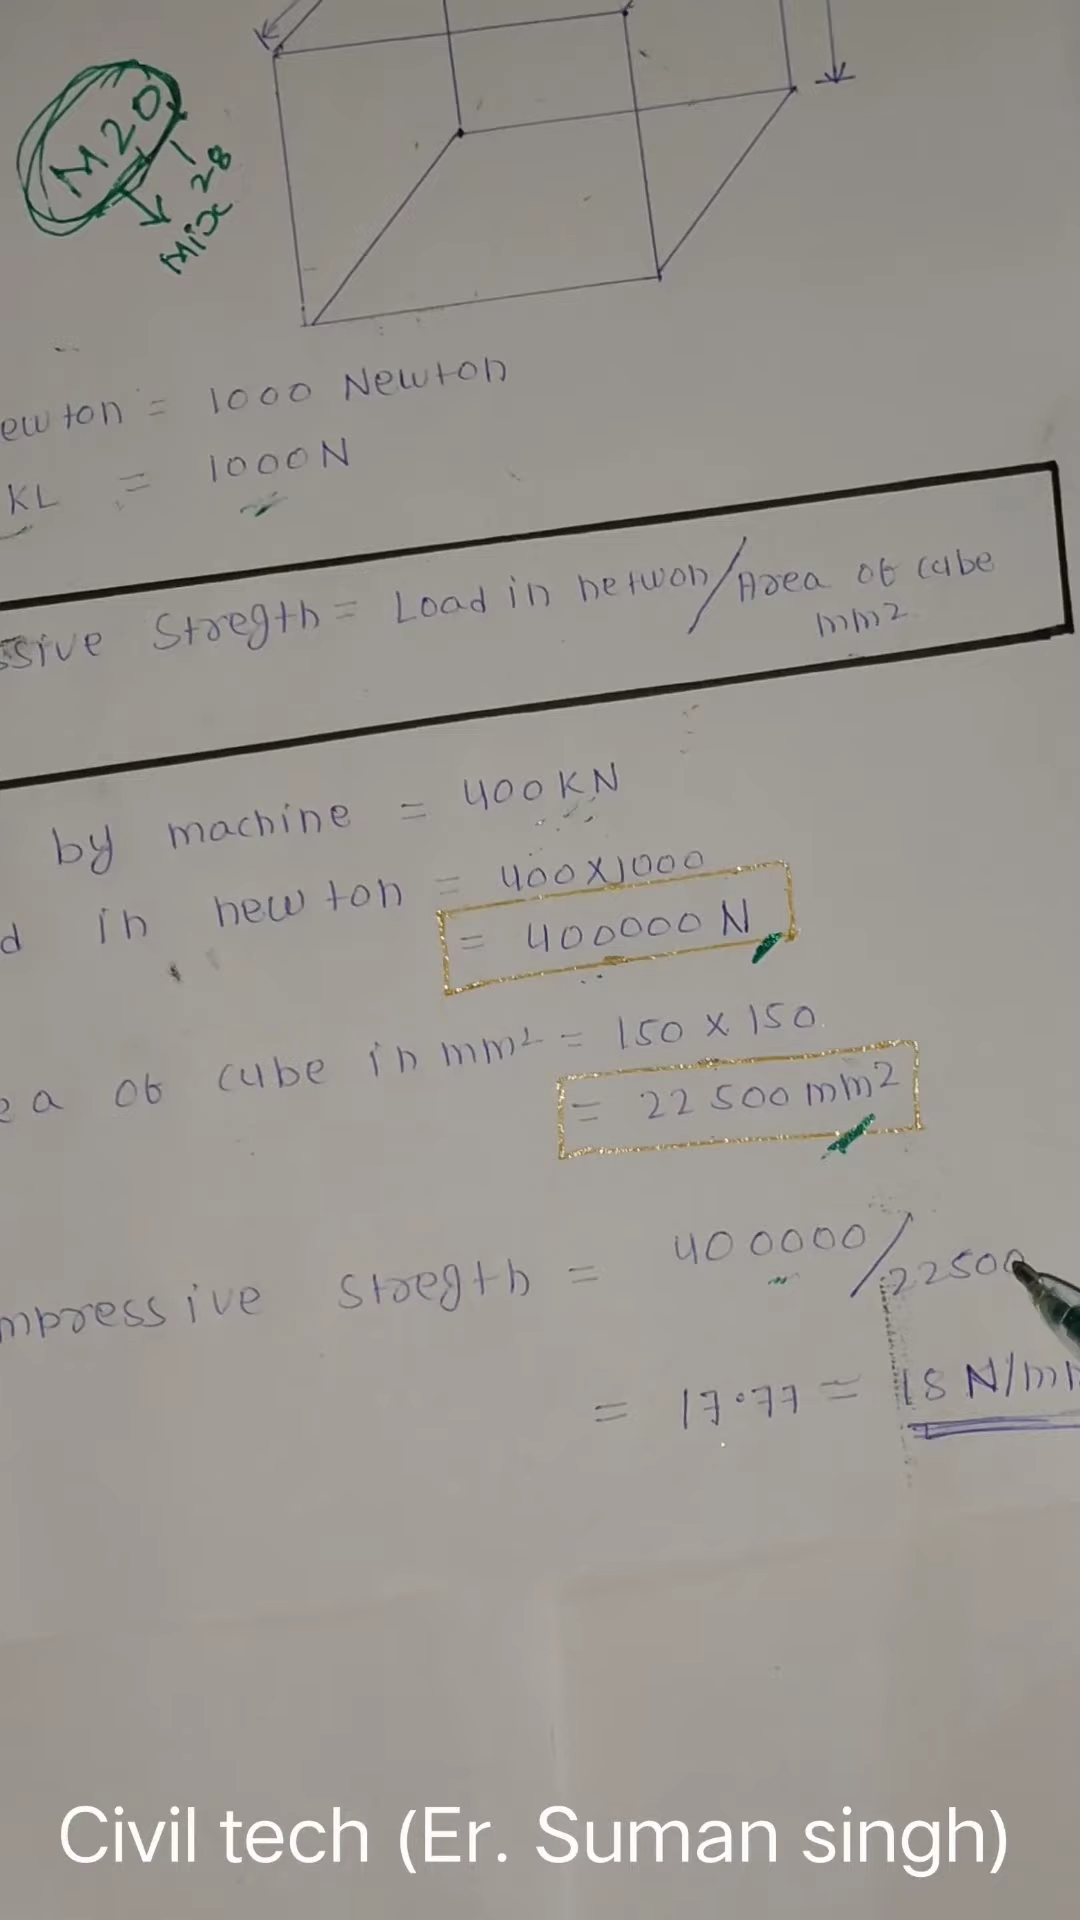 M20
28
Mix
ewton = 1000 Newton
KL = 1000N
ssive Stregth = Load in netwon / Area of cube
mm2
by machine = 400KN
d in newton = 400X1000
= 400000 N
ea of cube in mm2 = 150 x 150
= 22500 mm2
mpressive Stregth = 400000 / 22500
= 17.77 = 18 N/m
Civil tech (Er. Suman singh)